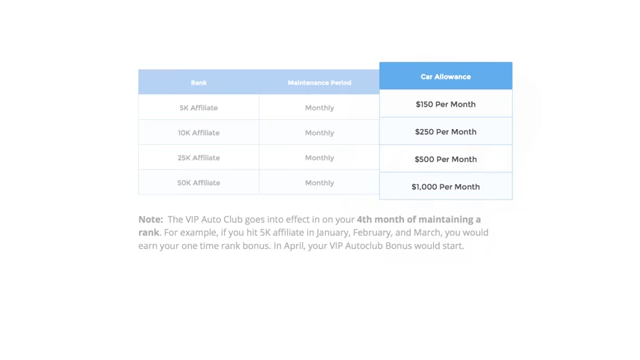 Rank Maintenance Period Car Allowance
5K Affiliate Monthly $150 Per Month
10K Affiliate Monthly $250 Per Month
25K Affiliate Monthly $500 Per Month
50K Affiliate Monthly $1,000 Per Month
Note: The VIP Auto Club goes into effect in on your 4th month of maintaining a
rank. For example, if you hit 5K affiliate in January, February, and March, you would
earn your one time rank bonus. In April, your VIP Autoclub Bonus would start.